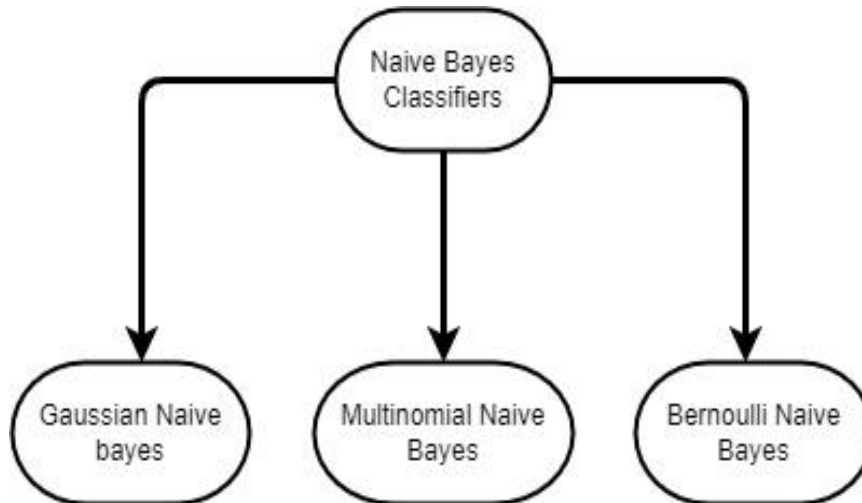 Naive Bayes
Classifiers
Gaussian Naive
bayes
Multinomial Naive
Bayes
Bernoulli Naive
Bayes